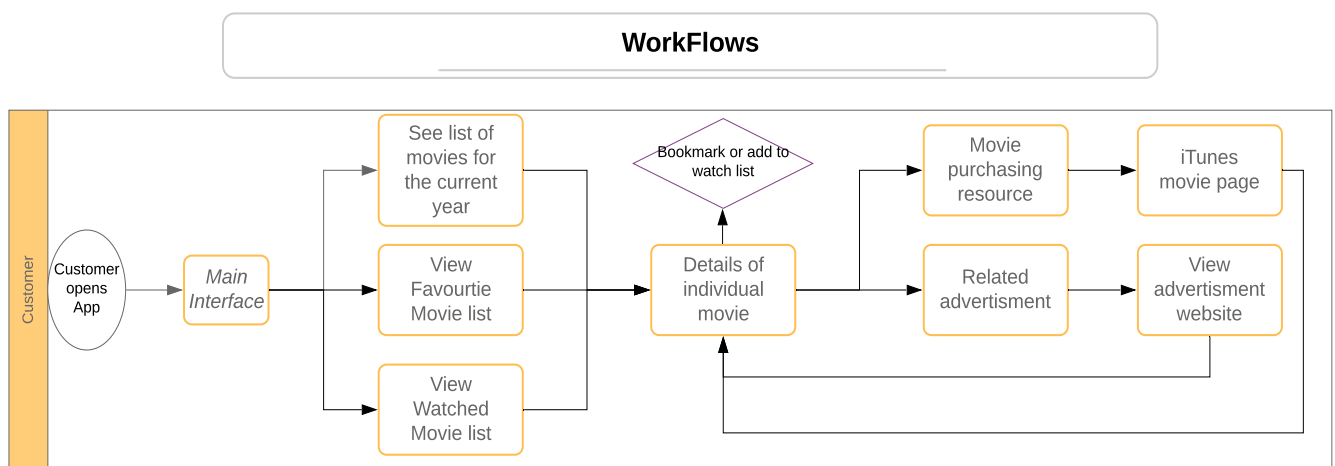 WorkFlows
Customer
Customer
opens
App
Main
Interface
See list of
movies for
the current
year
View
Favourtie
Movie list
View
Watched
Movie list
Bookmark or add to
watch list
Details of
individual
movie
Movie
purchasing
resource
iTunes
movie page
Related
advertisment
View
advertisment
website